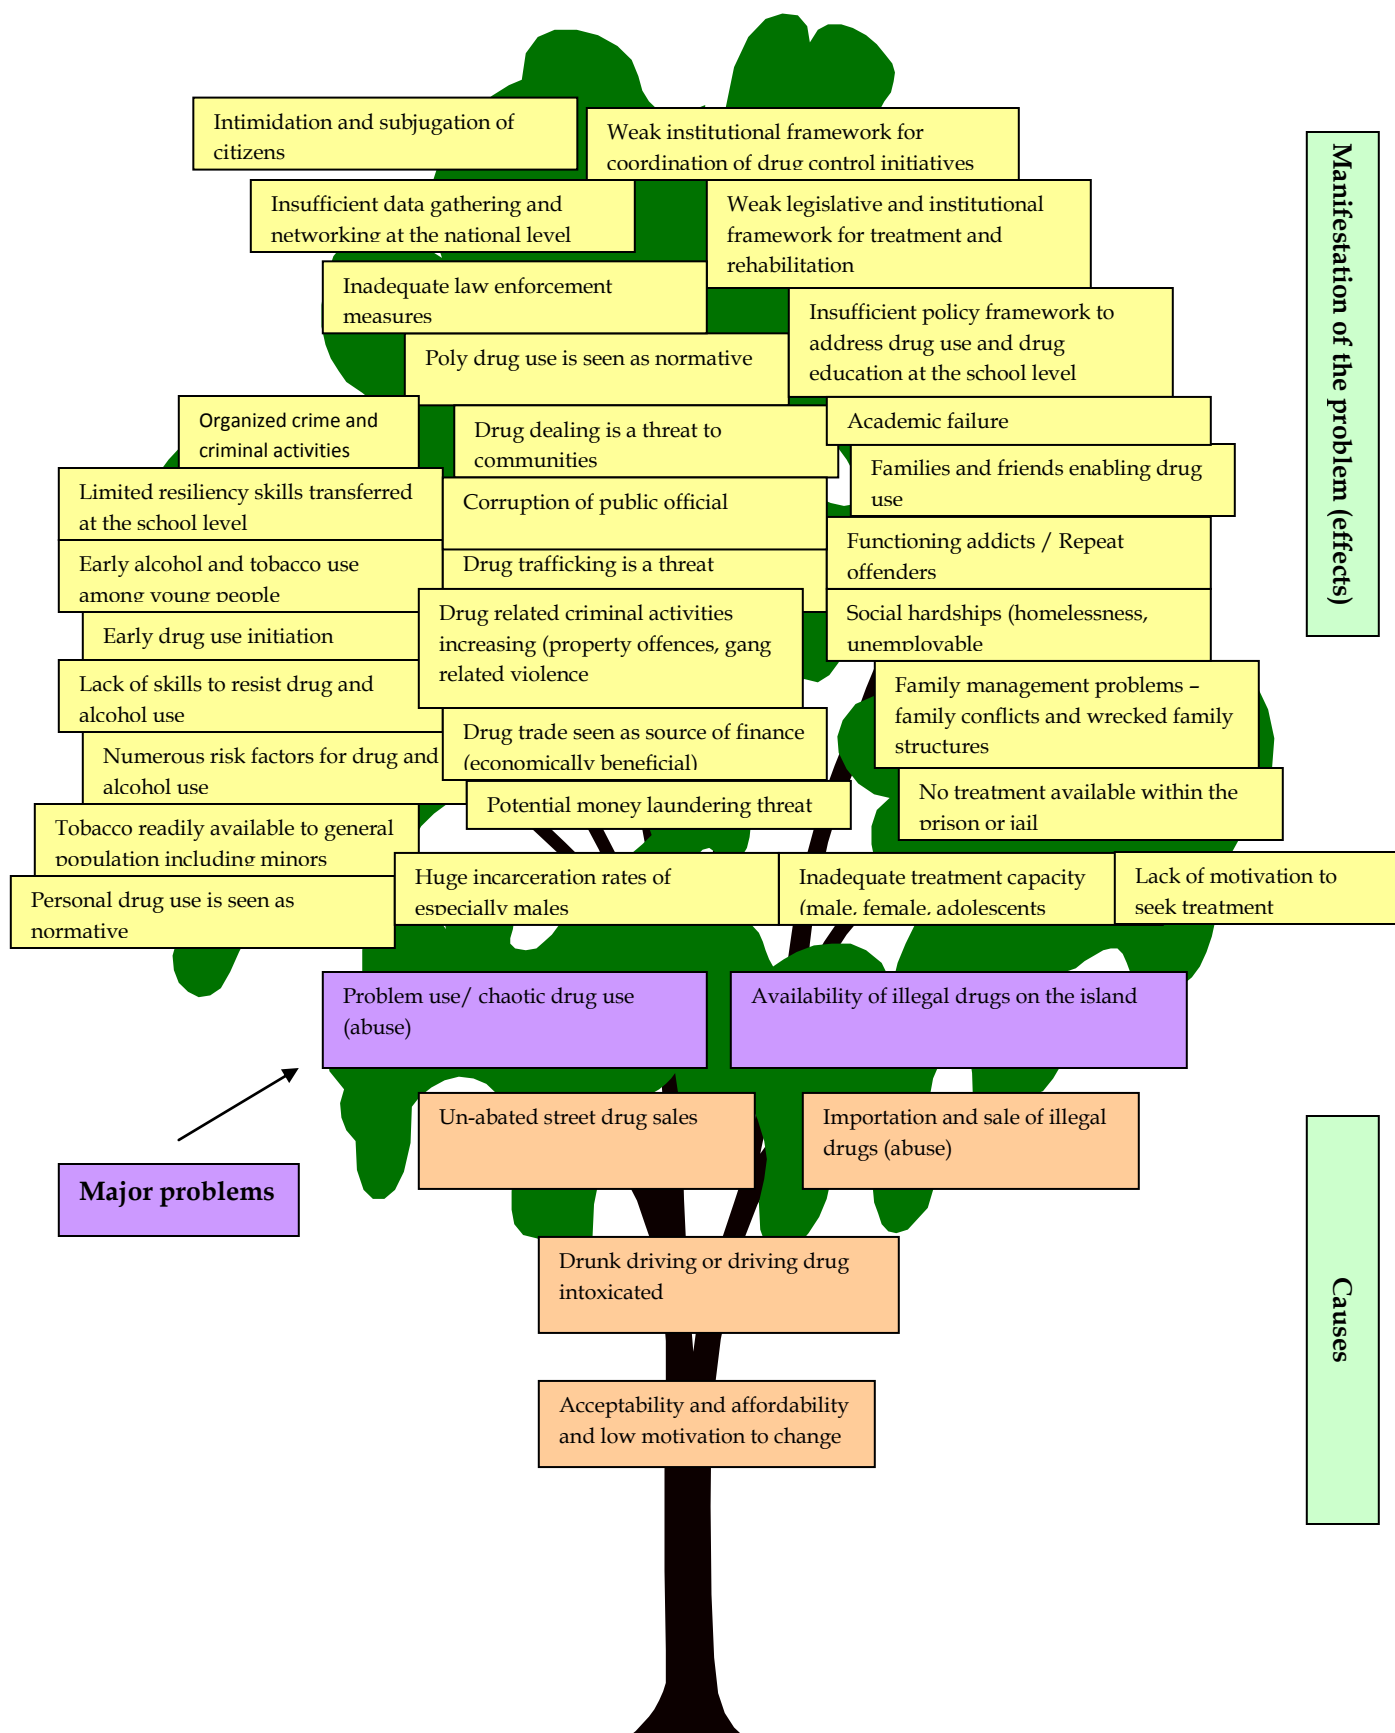 Intimidation and subjugation of
citizens
Weak institutional framework for
coordination of drug control initiatives
Insufficient data gathering and
networking at the national level
Weak legislative and institutional
framework for treatment and
rehabilitation
Inadequate law enforcement
measures
Insufficient policy framework to
address drug use and drug
education at the school level
Poly drug use is seen as normative
Organized crime and
criminal activities
Drug dealing is a threat to
communities
Academic failure
Families and friends enabling drug
use
Limited resiliency skills transferred
at the school level
Corruption of public official
Functioning addicts / Repeat
offenders
Early alcohol and tobacco use
among young people
Drug trafficking is a threat
Drug related criminal activities
increasing (property offences, gang
related violence
Social hardships (homelessness,
unemployable
Early drug use initiation
Lack of skills to resist drug and
alcohol use
Family management problems –
family conflicts and wrecked family
structures
Drug trade seen as source of finance
(economically beneficial)
Numerous risk factors for drug and
alcohol use
Potential money laundering threat
No treatment available within the
prison or jail
Tobacco readily available to general
population including minors
Huge incarceration rates of
especially males
Inadequate treatment capacity
(male, female, adolescents
Lack of motivation to
seek treatment
Personal drug use is seen as
normative
Manifestation of the problem (effects)
Problem use/ chaotic drug use
(abuse)
Availability of illegal drugs on the island
Major problems
Un-abated street drug sales
Importation and sale of illegal
drugs (abuse)
Drunk driving or driving drug
intoxicated
Acceptability and affordability
and low motivation to change
Causes